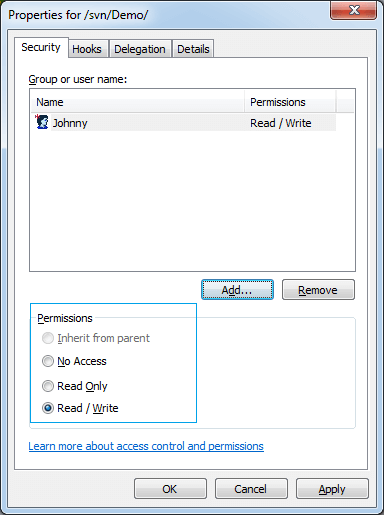 Properties for /svn/Demo/
Security Hooks Delegation Details
Group or user name:
Name Permissions
Johnny Read / Write
Add... Remove
Permissions
Inherit from parent
No Access
Read Only
Read / Write
Learn more about access control and permissions
OK Cancel Apply